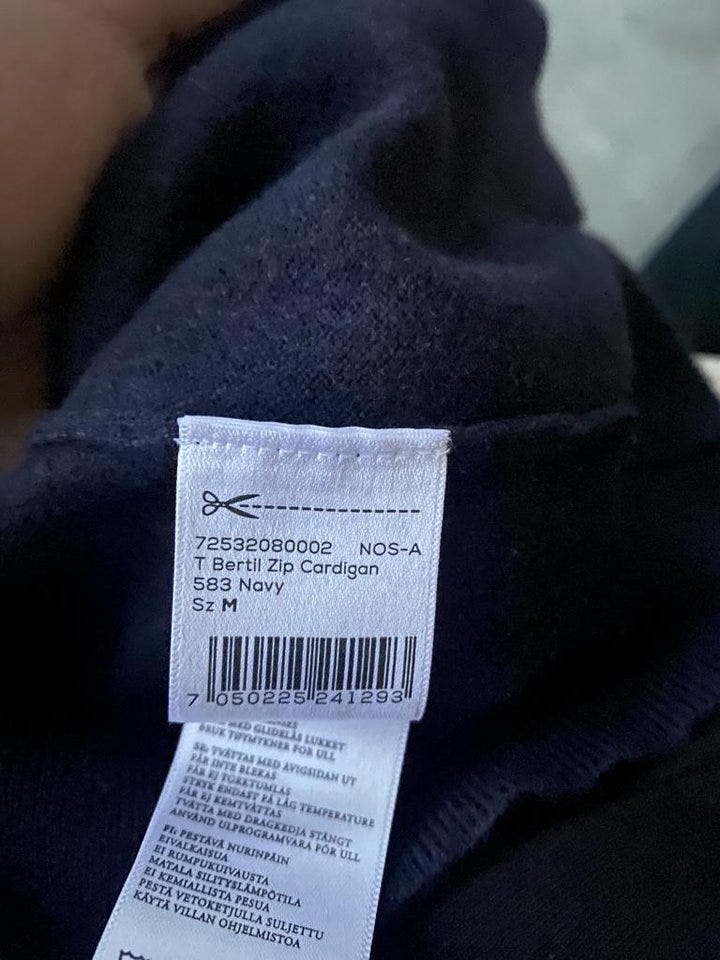 72532080002 NOS-A
T Bertil Zip Cardigan
583 Navy
Sz M
7 050225 241293
MED GLIDELÅS LUKKET
BRUK TØYMYKNER FOR ULL
SE: TVÄTTAS MED AVIGSIDAN UT
FÅR INTE BLEKAS
FÅR EJ TORKTUMLAS
STRYK ENDAST PÅ LÅG TEMPERATURE
FÅR EJ KEMTVÄTTAS
TVÄTTA MED DRAGKEDJA STÄNGT
ANVÄND ULPROGRAMVARA FÖR ULL
FI: PESTÄVÄ NURINPÄIN
EIVALKAISUA
EI RUMPUKUIVAUSTA
MATALA SILITYSLÄMPÖTILA
EI KEMIALLISTA PESUA
PESTÄ VETOKETJULLA SULJETTU
KÄYTÄ VILLAN OHJELMISTOA